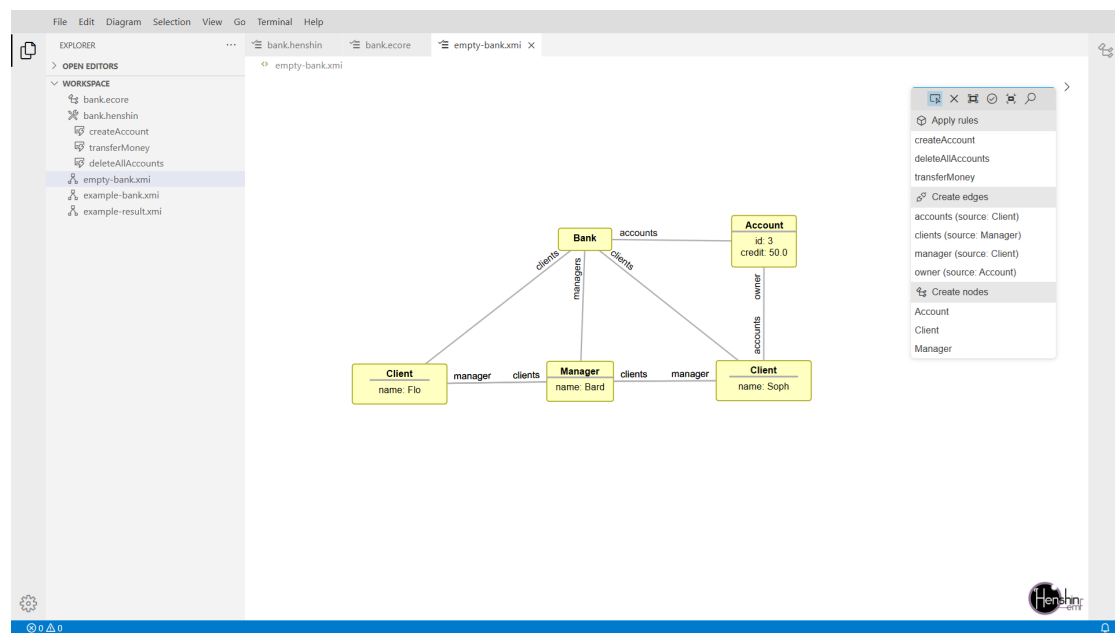 File Edit Diagram Selection View Go Terminal Help
EXPLORER
OPEN EDITORS
WORKSPACE
bank.ecore
bank.henshin
createAccount
transferMoney
deleteAllAccounts
empty-bank.xmi
example-bank.xmi
example-result.xmi
bank.henshin bank.ecore empty-bank.xmi
empty-bank.xmi
Apply rules
createAccount
deleteAllAccounts
transferMoney
Create edges
accounts (source: Client)
clients (source: Manager)
manager (source: Client)
owner (source: Account)
Create nodes
Account
Client
Manager
Bank
accounts
Account
id: 3
credit: 50.0
clients
managers
clients
owner
accounts
Client
name: Flo
manager
clients
Manager
name: Bard
clients
manager
Client
name: Soph
Henshin
emf
0 0